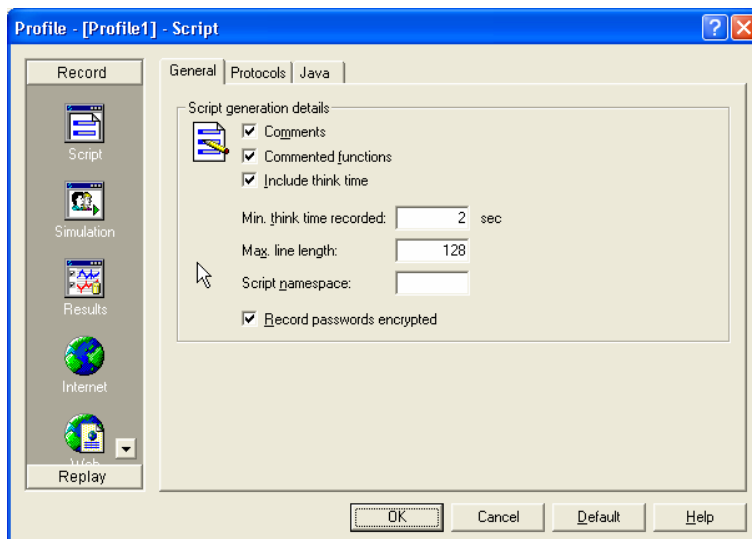 Profile - [Profile1] - Script
Record
Script
Simulation
Results
Internet
Web
Replay
General
Protocols
Java
Script generation details
Comments
Commented functions
Include think time
Min. think time recorded: 2 sec
Max. line length: 128
Script namespace:
Record passwords encrypted
OK
Cancel
Default
Help